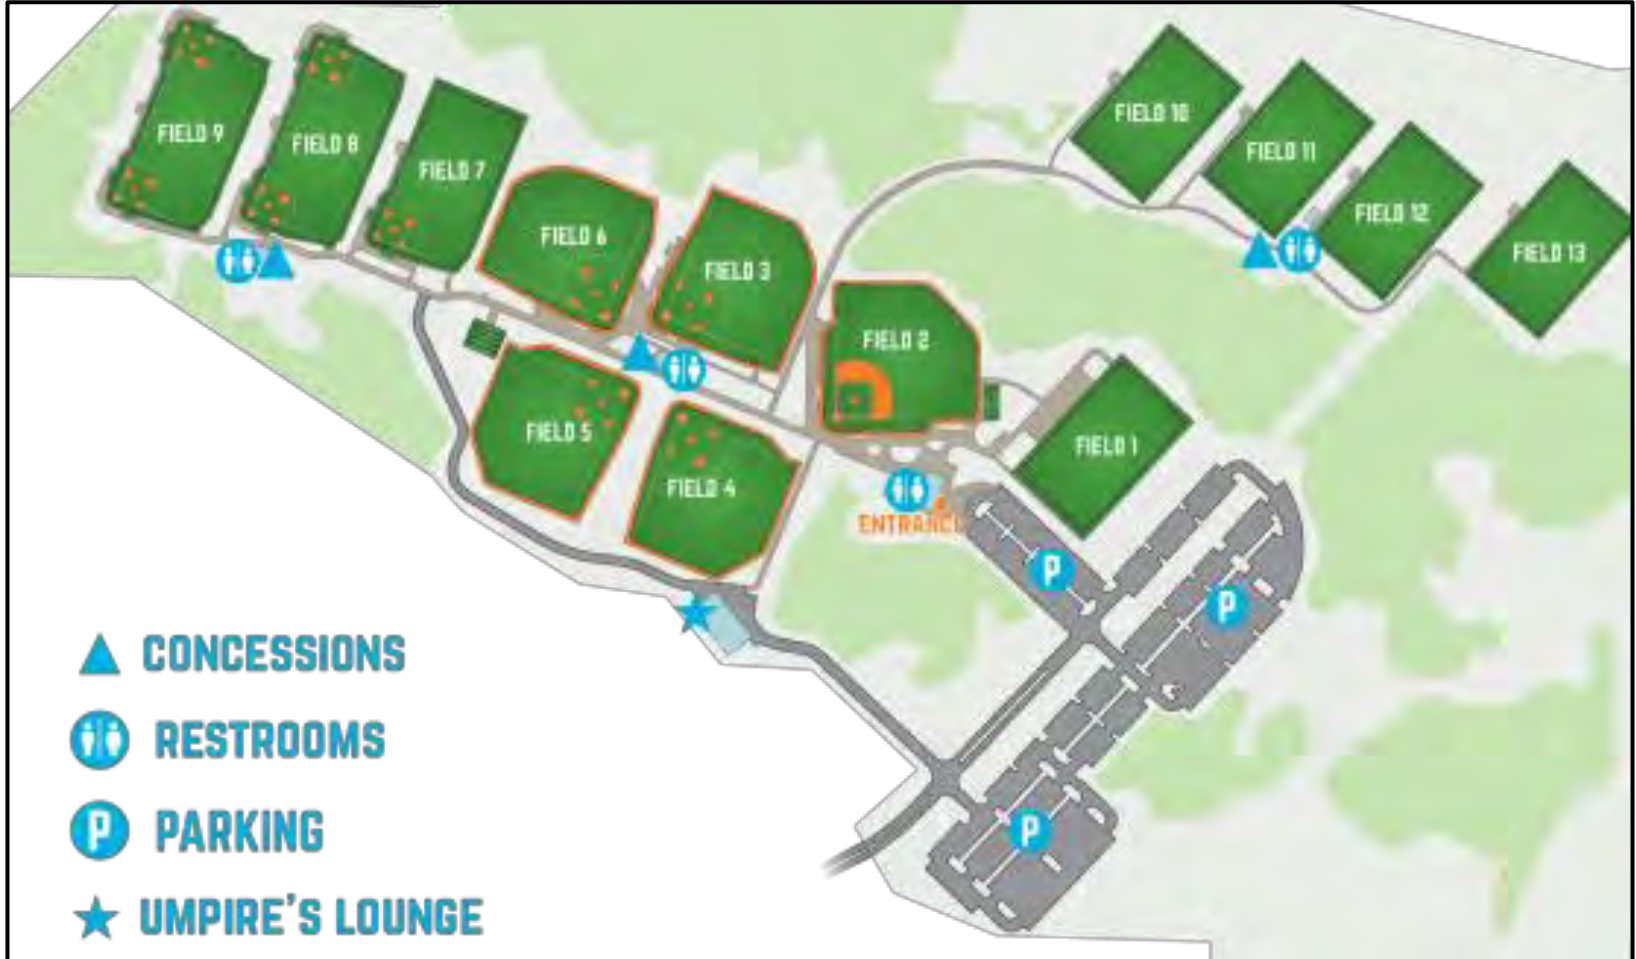 FIELD 9
FIELD 8
FIELD 7
FIELD 6
FIELD 3
FIELD 2
FIELD 10
FIELD 11
FIELD 12
FIELD 13
FIELD 5
FIELD 4
FIELD 1
ENTRANCE
P
P
P
CONCESSIONS
RESTROOMS
P PARKING
UMPIRE'S LOUNGE